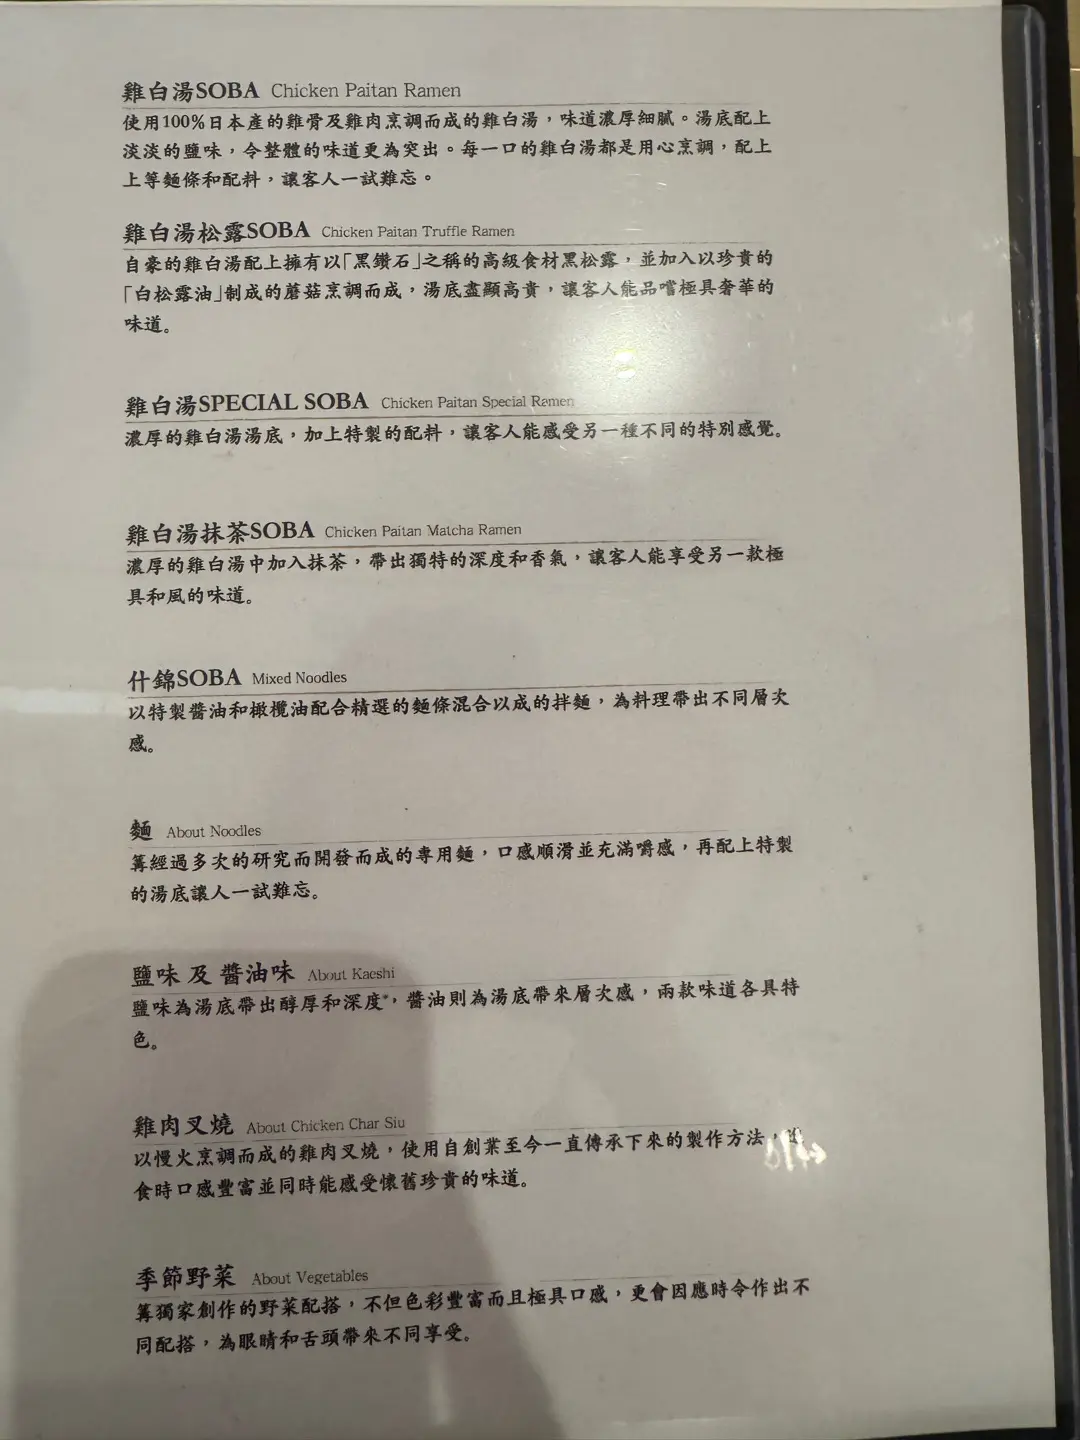 雞白湯SOBA Chicken Paitan Ramen
使用100%日本產的雞骨及雞肉烹調而成的雞白湯，味道濃厚細膩。湯底配上
淡淡的鹽味，令整體的味道更為突出。每一口的雞白湯都是用心烹調，配上
上等麵條和配料，讓客人一試難忘。
雞白湯松露SOBA Chicken Paitan Truffle Ramen
自豪的雞白湯配上擁有以「黑鑽石」之稱的高級食材黑松露，並加入以珍貴的
「白松露油」制成的蘑菇烹調而成，湯底盡顯高貴，讓客人能品嚐極具奢華的
味道。
雞白湯SPECIAL SOBA Chicken Paitan Special Ramen
濃厚的雞白湯湯底，加上特製的配料，讓客人能感受另一種不同的特別感覺。
雞白湯抹茶SOBA Chicken Paitan Matcha Ramen
濃厚的雞白湯中加入抹茶，帶出獨特的深度和香氣，讓客人能享受另一款極
具和風的味道。
什錦SOBA Mixed Noodles
以特製醬油和橄欖油配合精選的麵條混合以成的拌麵，為料理帶出不同層次
感。
麵 About Noodles
篝經過多次的研究而開發而成的專用麵，口感順滑並充滿嚼感，再配上特製
的湯底讓人一試難忘。
鹽味 及 醬油味 About Kaeshi
鹽味為湯底帶出醇厚和深度，醬油則為湯底帶來層次感，兩款味道各具特
色。
雞肉叉燒 About Chicken Char Siu
以慢火烹調而成的雞肉叉燒，使用自創業至今一直傳承下來的製作方法，
食時口感豐富並同時能感受懷舊珍貴的味道。
季節野菜 About Vegetables
篝獨家創作的野菜配搭，不但色彩豐富而且極具口感，更會因應時令作出不
同配搭，為眼睛和舌頭帶來不同享受。